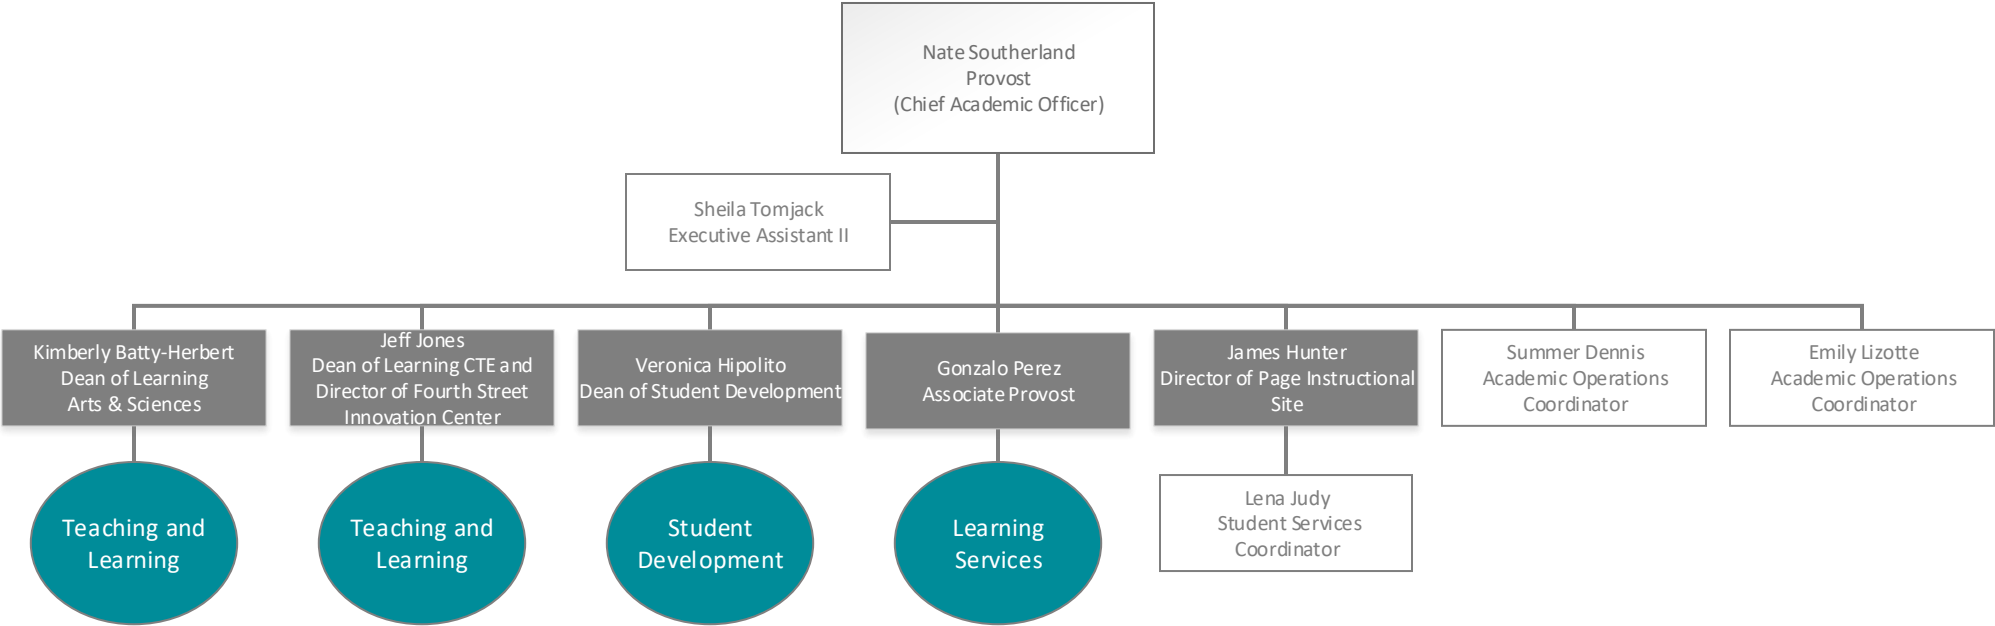 Nate Southerland
Provost
(Chief Academic Officer)
Sheila Tomjack
Executive Assistant II
Kimberly Batty-Herbert
Dean of Learning
Arts & Sciences
Jeff Jones
Dean of Learning CTE and
Director of Fourth Street
Innovation Center
Veronica Hipolito
Dean of Student Development
Gonzalo Perez
Associate Provost
James Hunter
Director of Page Instructional
Site
Summer Dennis
Academic Operations
Coordinator
Emily Lizotte
Academic Operations
Coordinator
Teaching and
Learning
Teaching and
Learning
Student
Development
Learning
Services
Lena Judy
Student Services
Coordinator